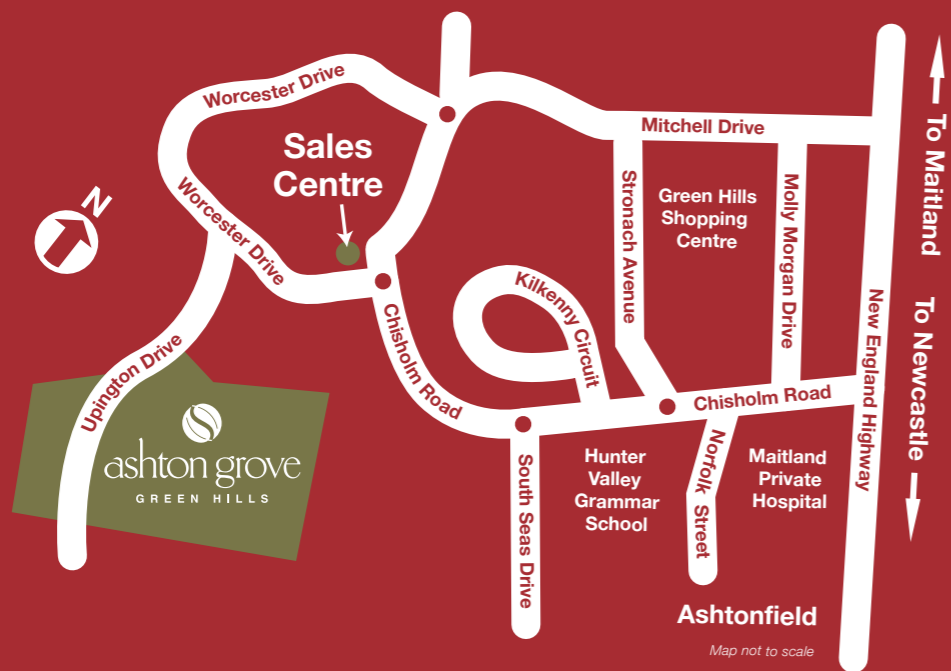 Worcester Drive
Mitchell Drive
To Maitland
Sales
Centre
N
Worcester Drive
Stronach Avenue
Green Hills
Shopping
Centre
Molly Morgan Drive
Kilkenny Circuit
New England Highway
To Newcastle
Chisholm Road
Upington Drive
Chisholm Road
ashton grove
GREEN HILLS
South Seas Drive
Hunter
Valley
Grammar
School
Norfolk Street
Maitland
Private
Hospital
Ashtonfield
Map not to scale